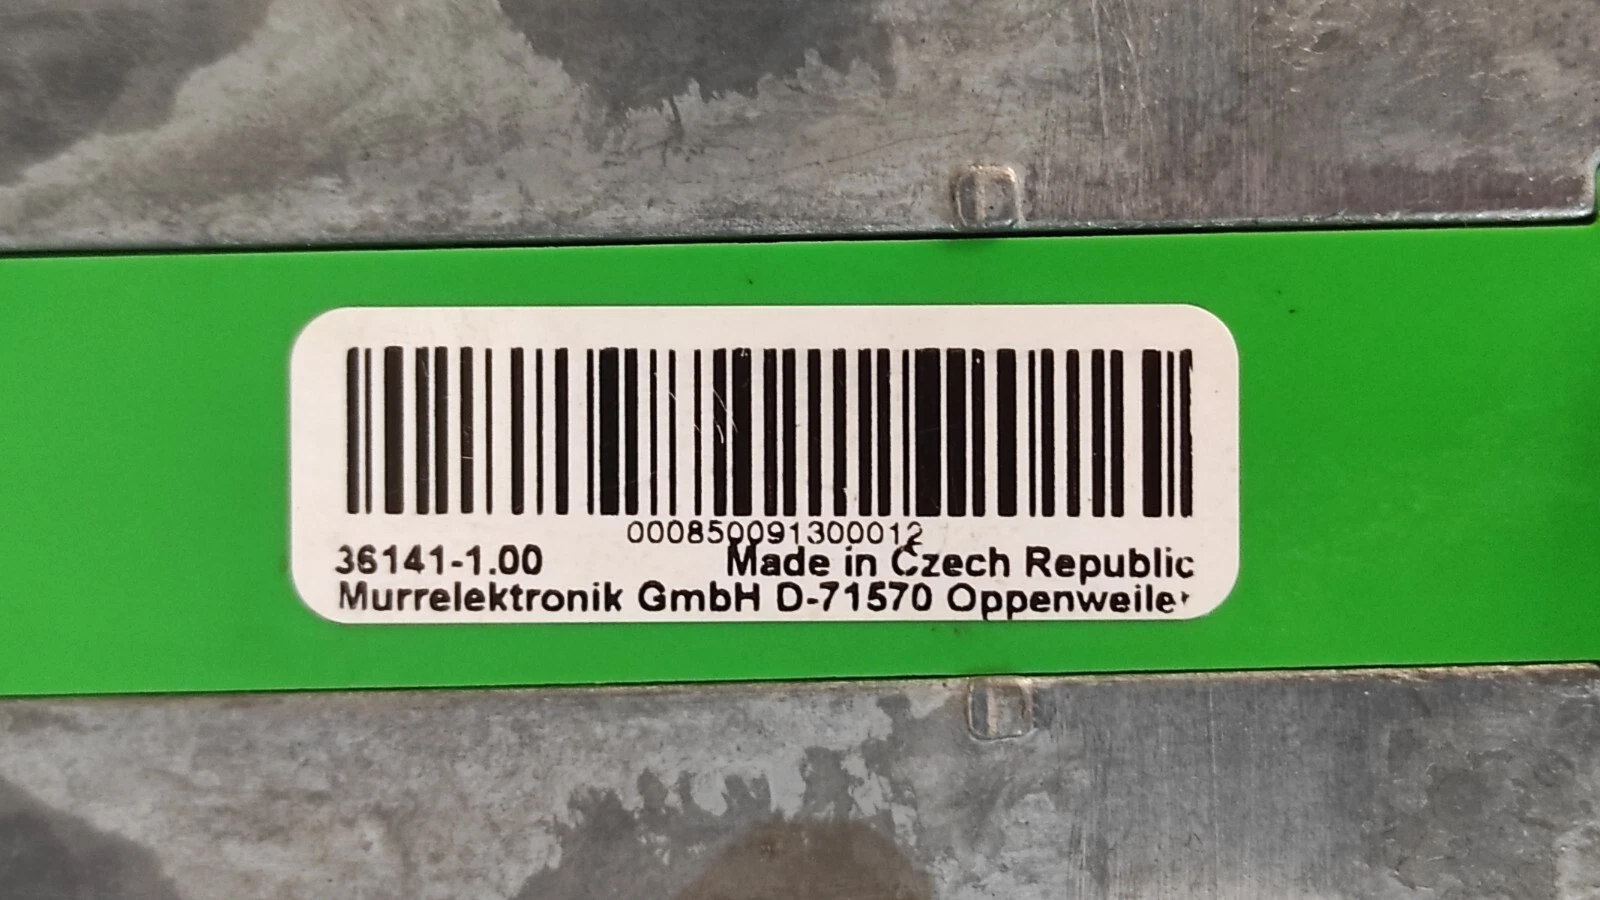 000850091300012
36141-1.00 Made in Czech Republic
Murrelektronik GmbH D-71570 Oppenweiler